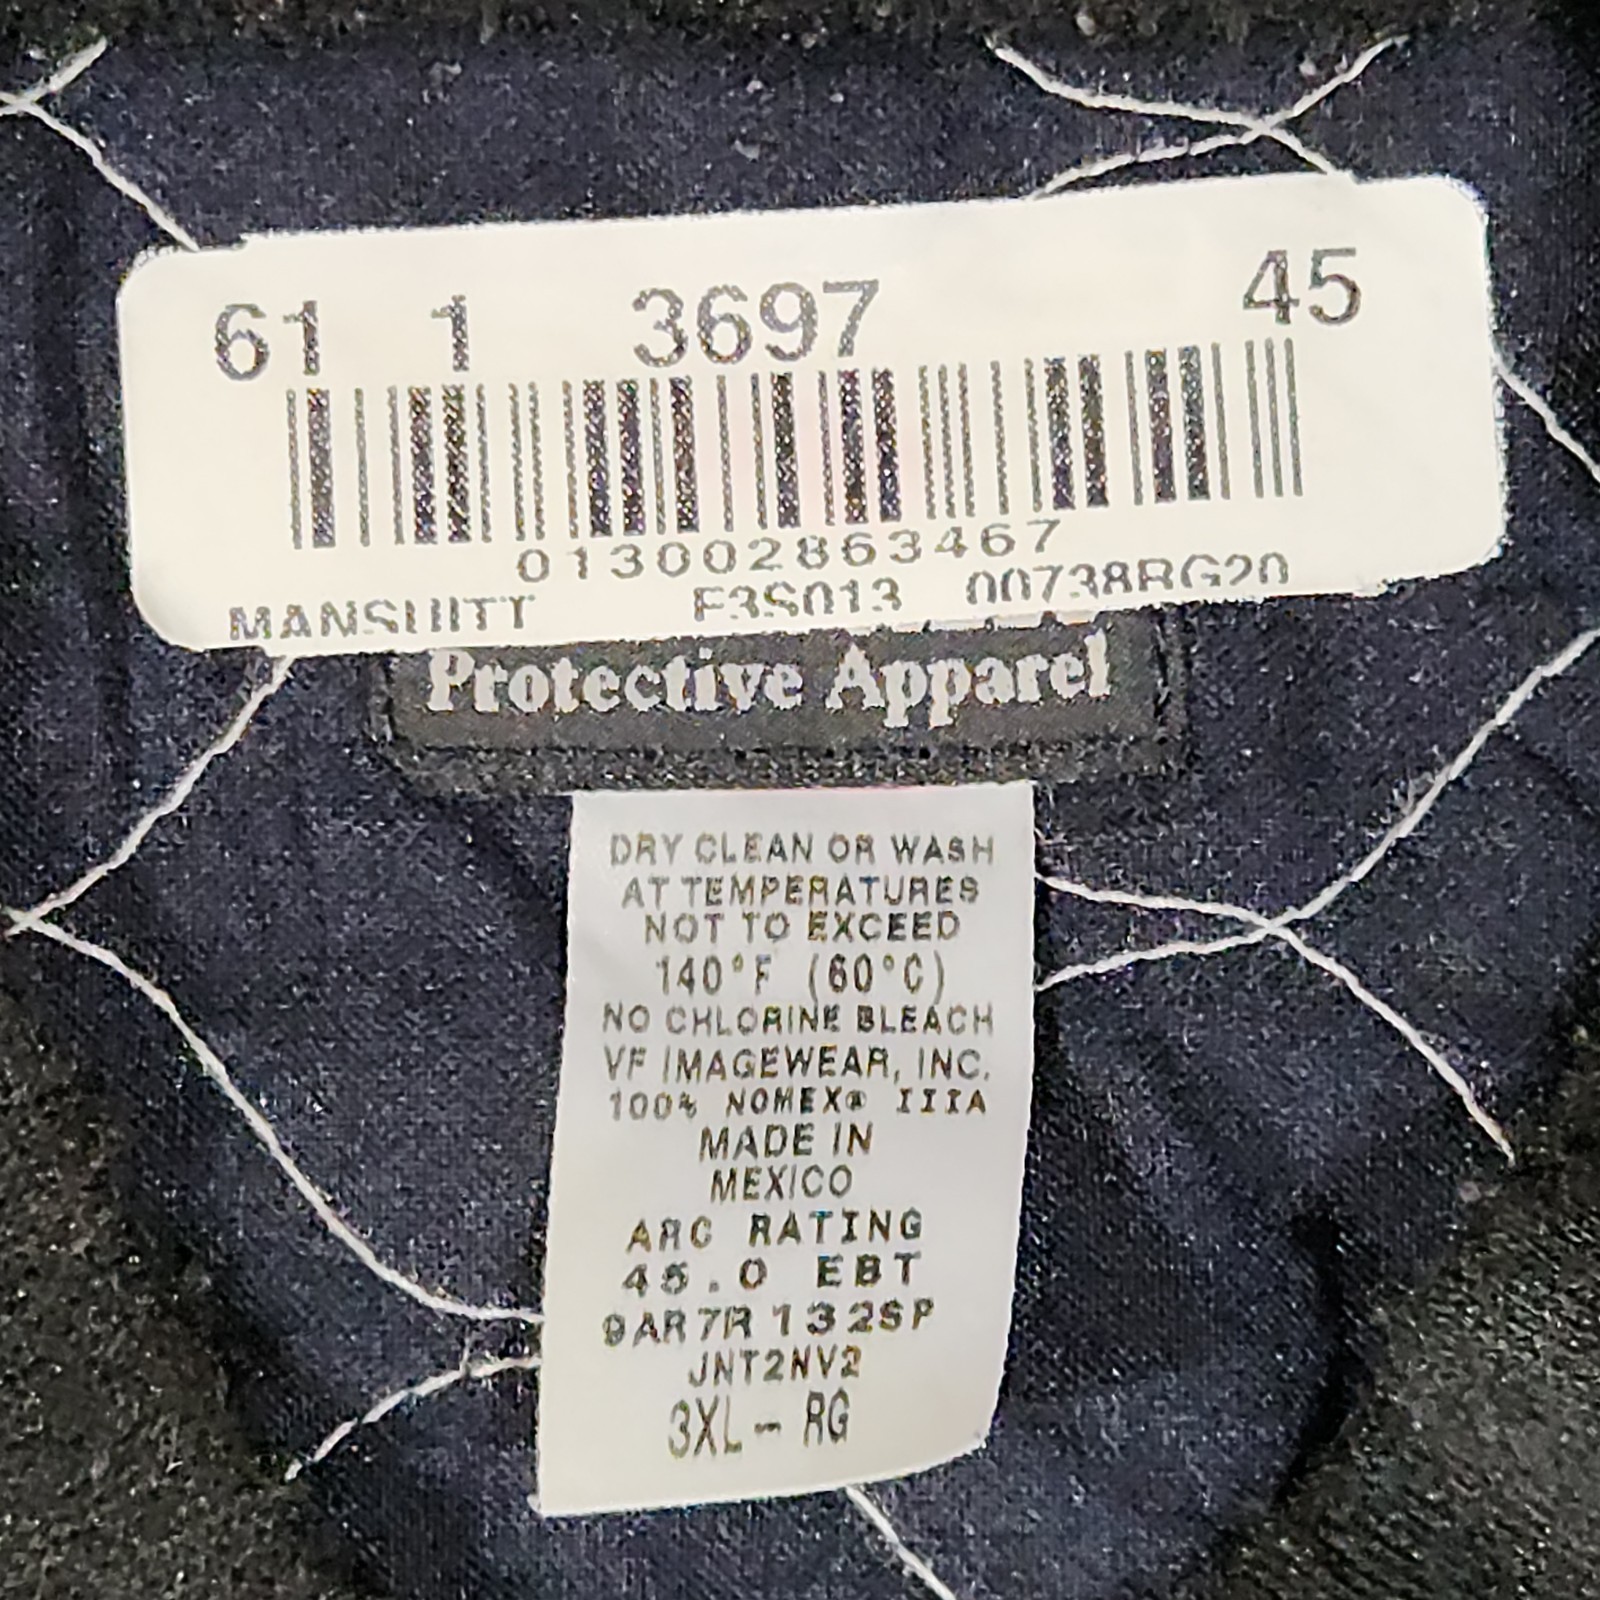 61 1 3697 45
013002863467
MANSUITT F3S013 00738RG20
Protective Apparel
DRY CLEAN OR WASH
AT TEMPERATURES
NOT TO EXCEED
140°F (60°C)
NO CHLORINE BLEACH
VF IMAGEWEAR, INC.
100% NOMEX® IIIA
MADE IN
MEXICO
ARC RATING
45.0 EBT
9AR7R132SP
JNT2NV2
3XL - RG